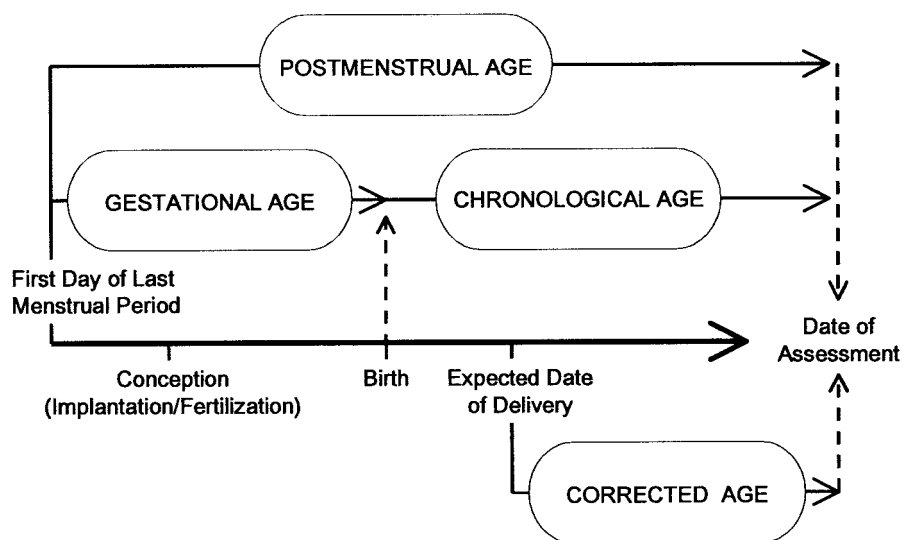 POSTMENSTRUAL AGE
GESTATIONAL AGE
CHRONOLOGICAL AGE
First Day of Last
Menstrual Period
Date of
Assessment
Conception
(Implantation/Fertilization)
Birth
Expected Date
of Delivery
CORRECTED AGE